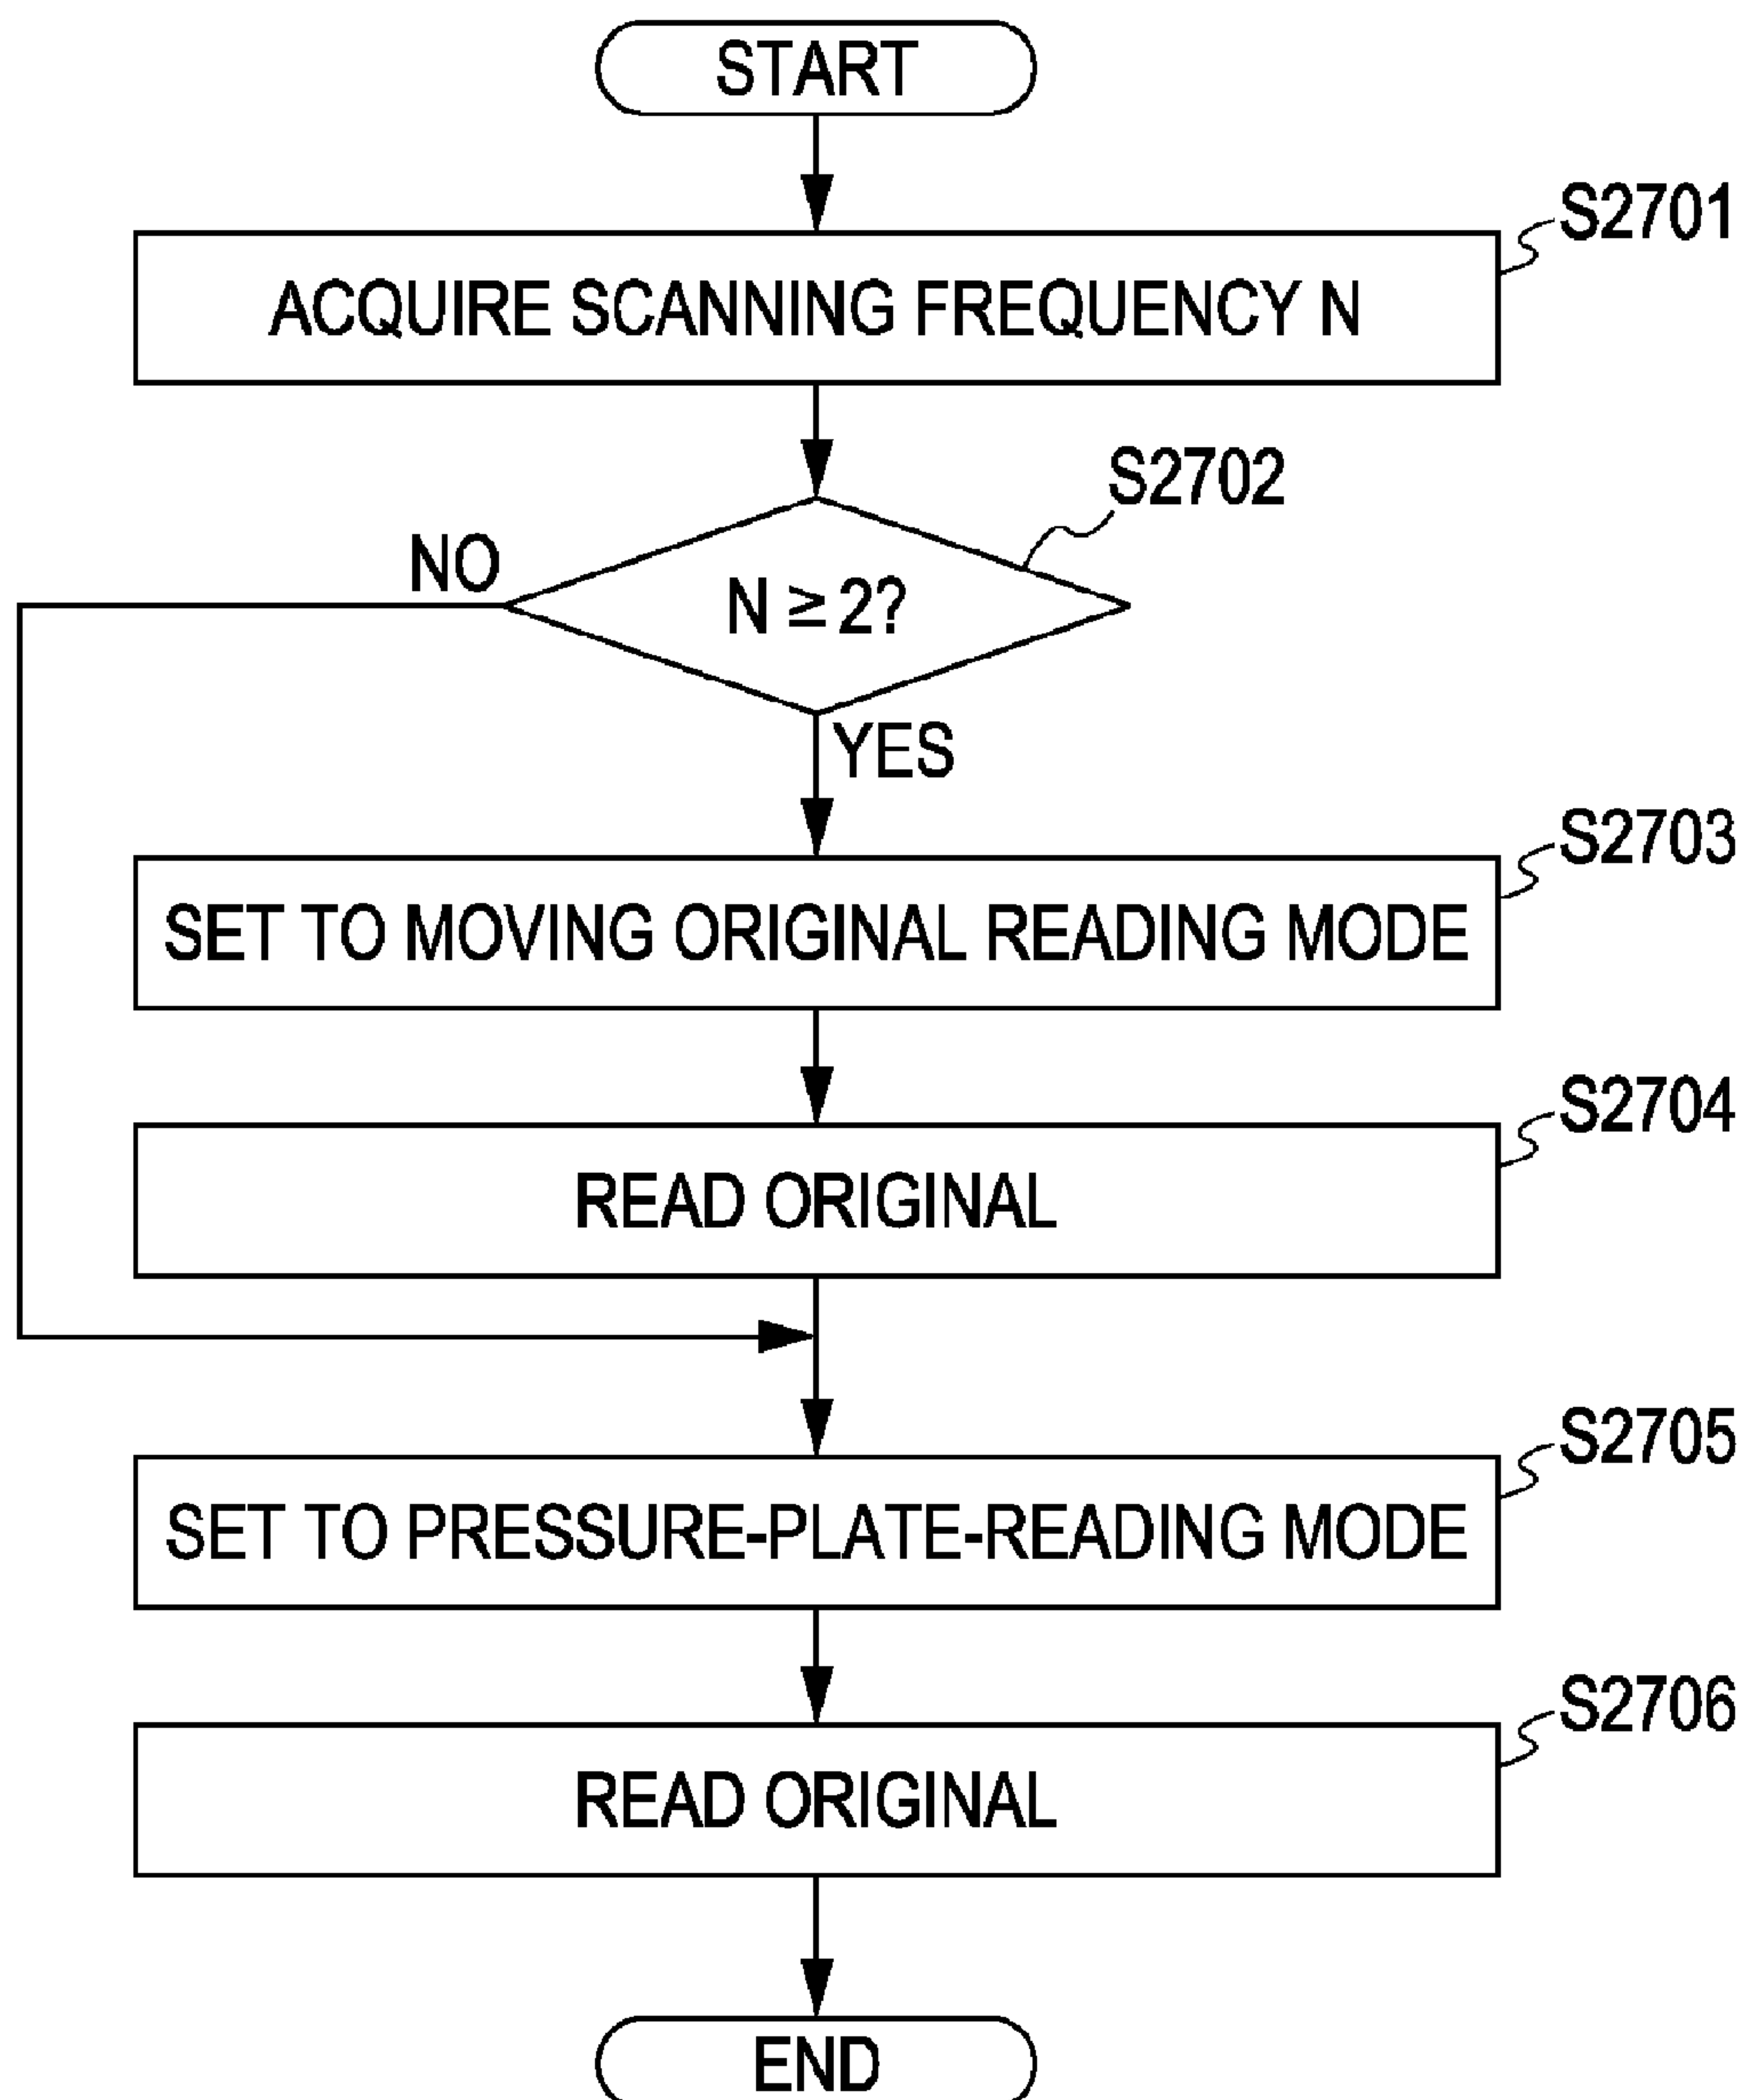 START
S2701
ACQUIRE SCANNING FREQUENCY N
S2702
NO
N ≥ 2?
YES
S2703
SET TO MOVING ORIGINAL READING MODE
S2704
READ ORIGINAL
S2705
SET TO PRESSURE-PLATE-READING MODE
S2706
READ ORIGINAL
END